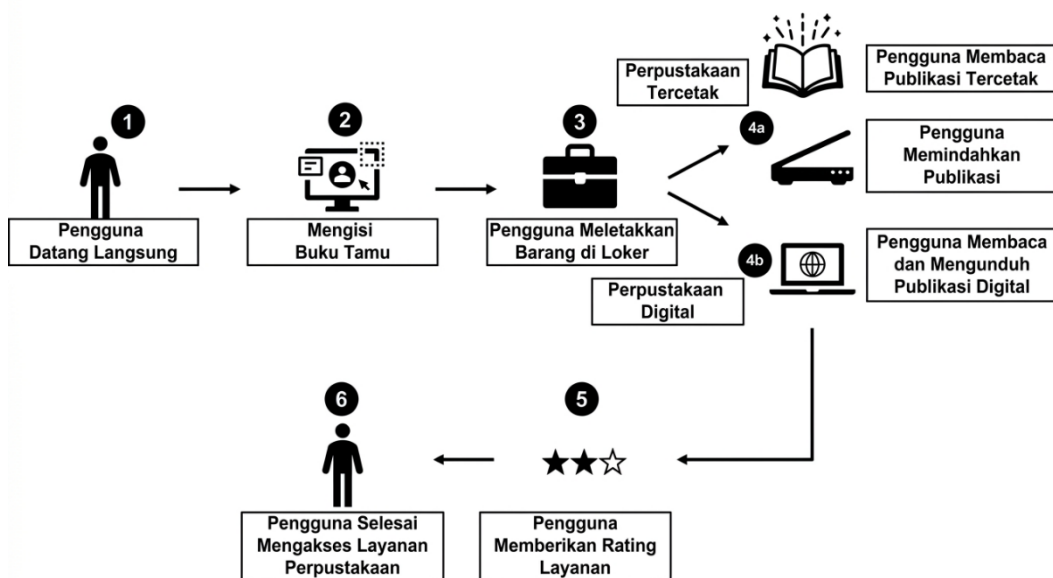 1
Pengguna
Datang Langsung
2
Mengisi
Buku Tamu
3
Pengguna Meletakkan
Barang di Loker
Perpustakaan
Tercetak
4a
Pengguna Membaca
Publikasi Tercetak
Pengguna
Memindahkan
Publikasi
Perpustakaan
Digital
4b
Pengguna Membaca
dan Mengunduh
Publikasi Digital
5
Pengguna
Memberikan Rating
Layanan
6
Pengguna Selesai
Mengakses Layanan
Perpustakaan